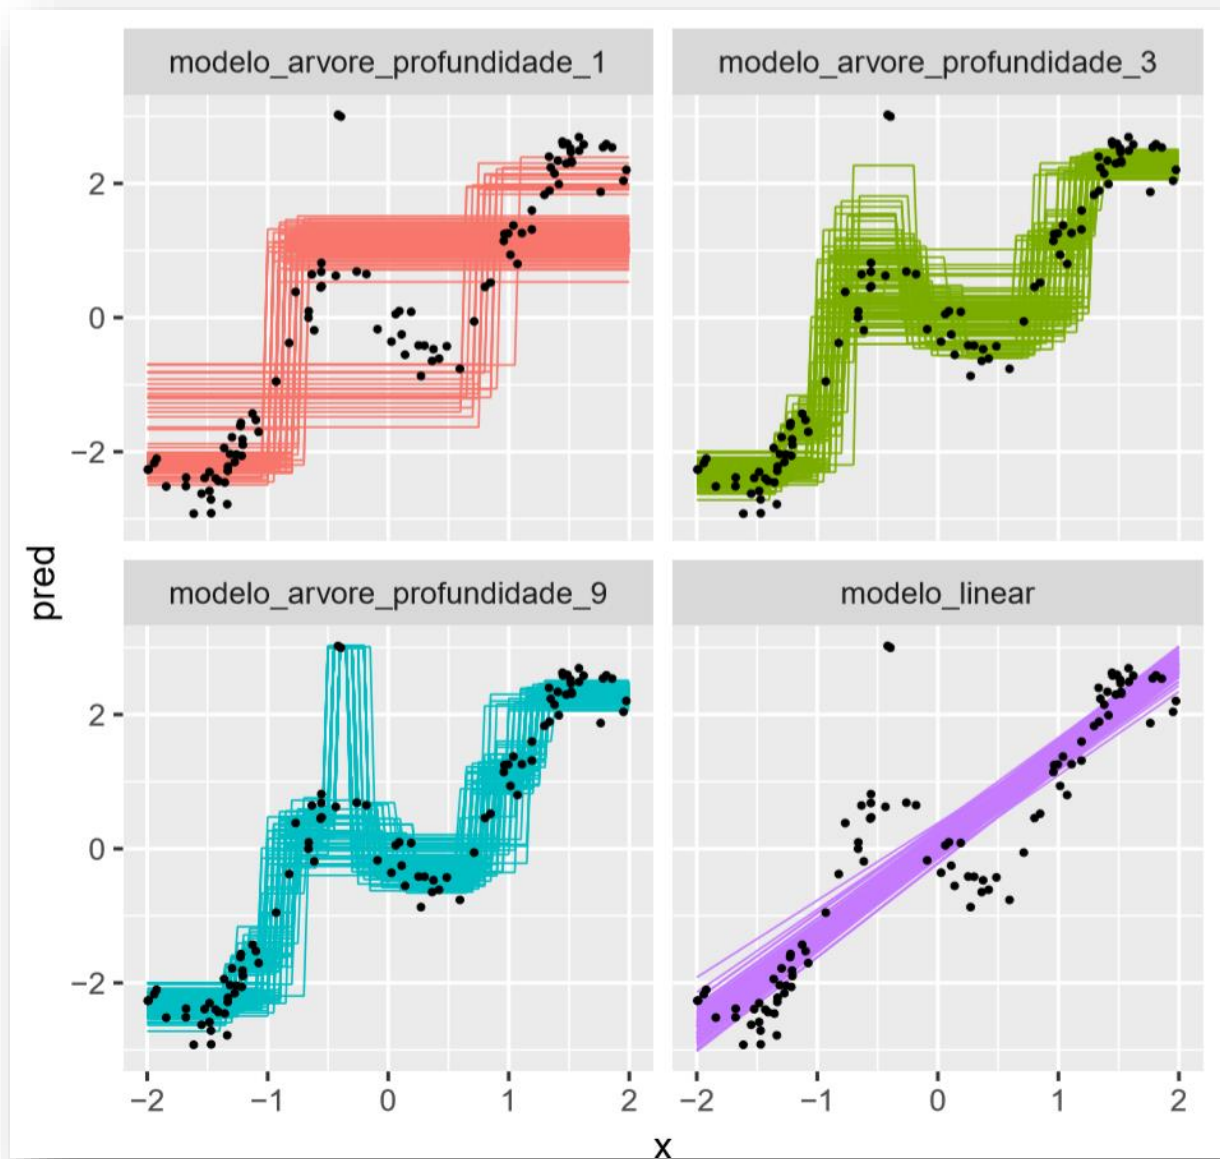 modelo_arvore_profundidade_1
modelo_arvore_profundidade_3
2
0
−2
modelo_arvore_profundidade_9
modelo_linear
2
0
−2
pred
−2 −1 0 1 2
−2 −1 0 1 2
x